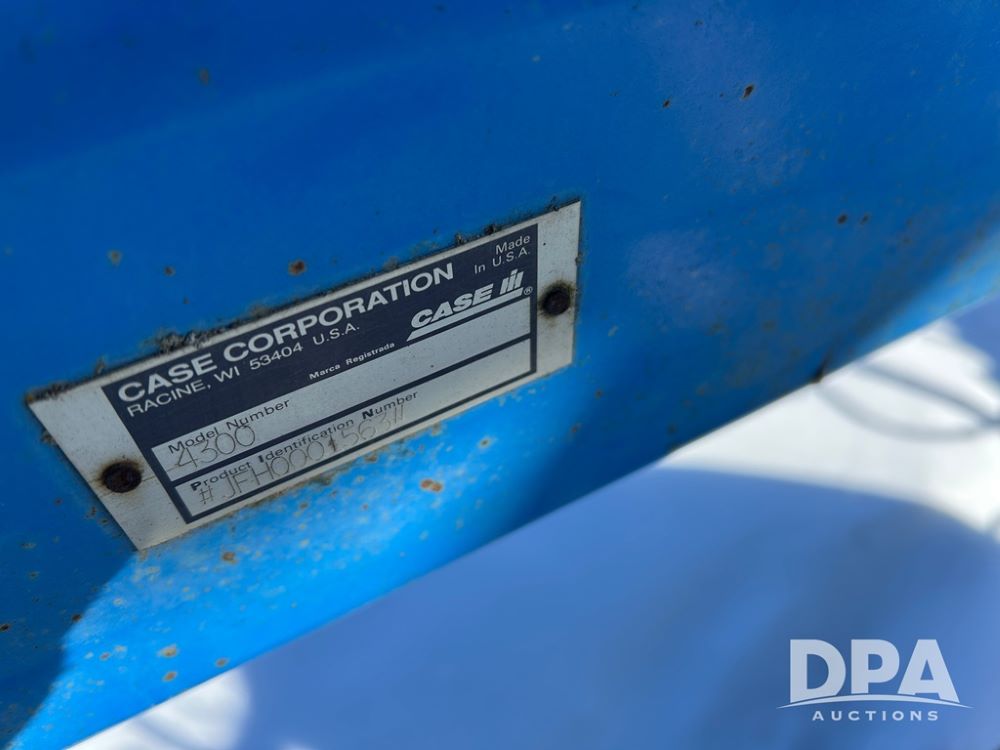 CASE CORPORATION
RACINE, WI 53404 U.S.A.
Made
In U.S.A.
Marca Registrada
CASE IH®
Model Number
4300
Product Identification Number
# JFH0001563
DPA
AUCTIONS